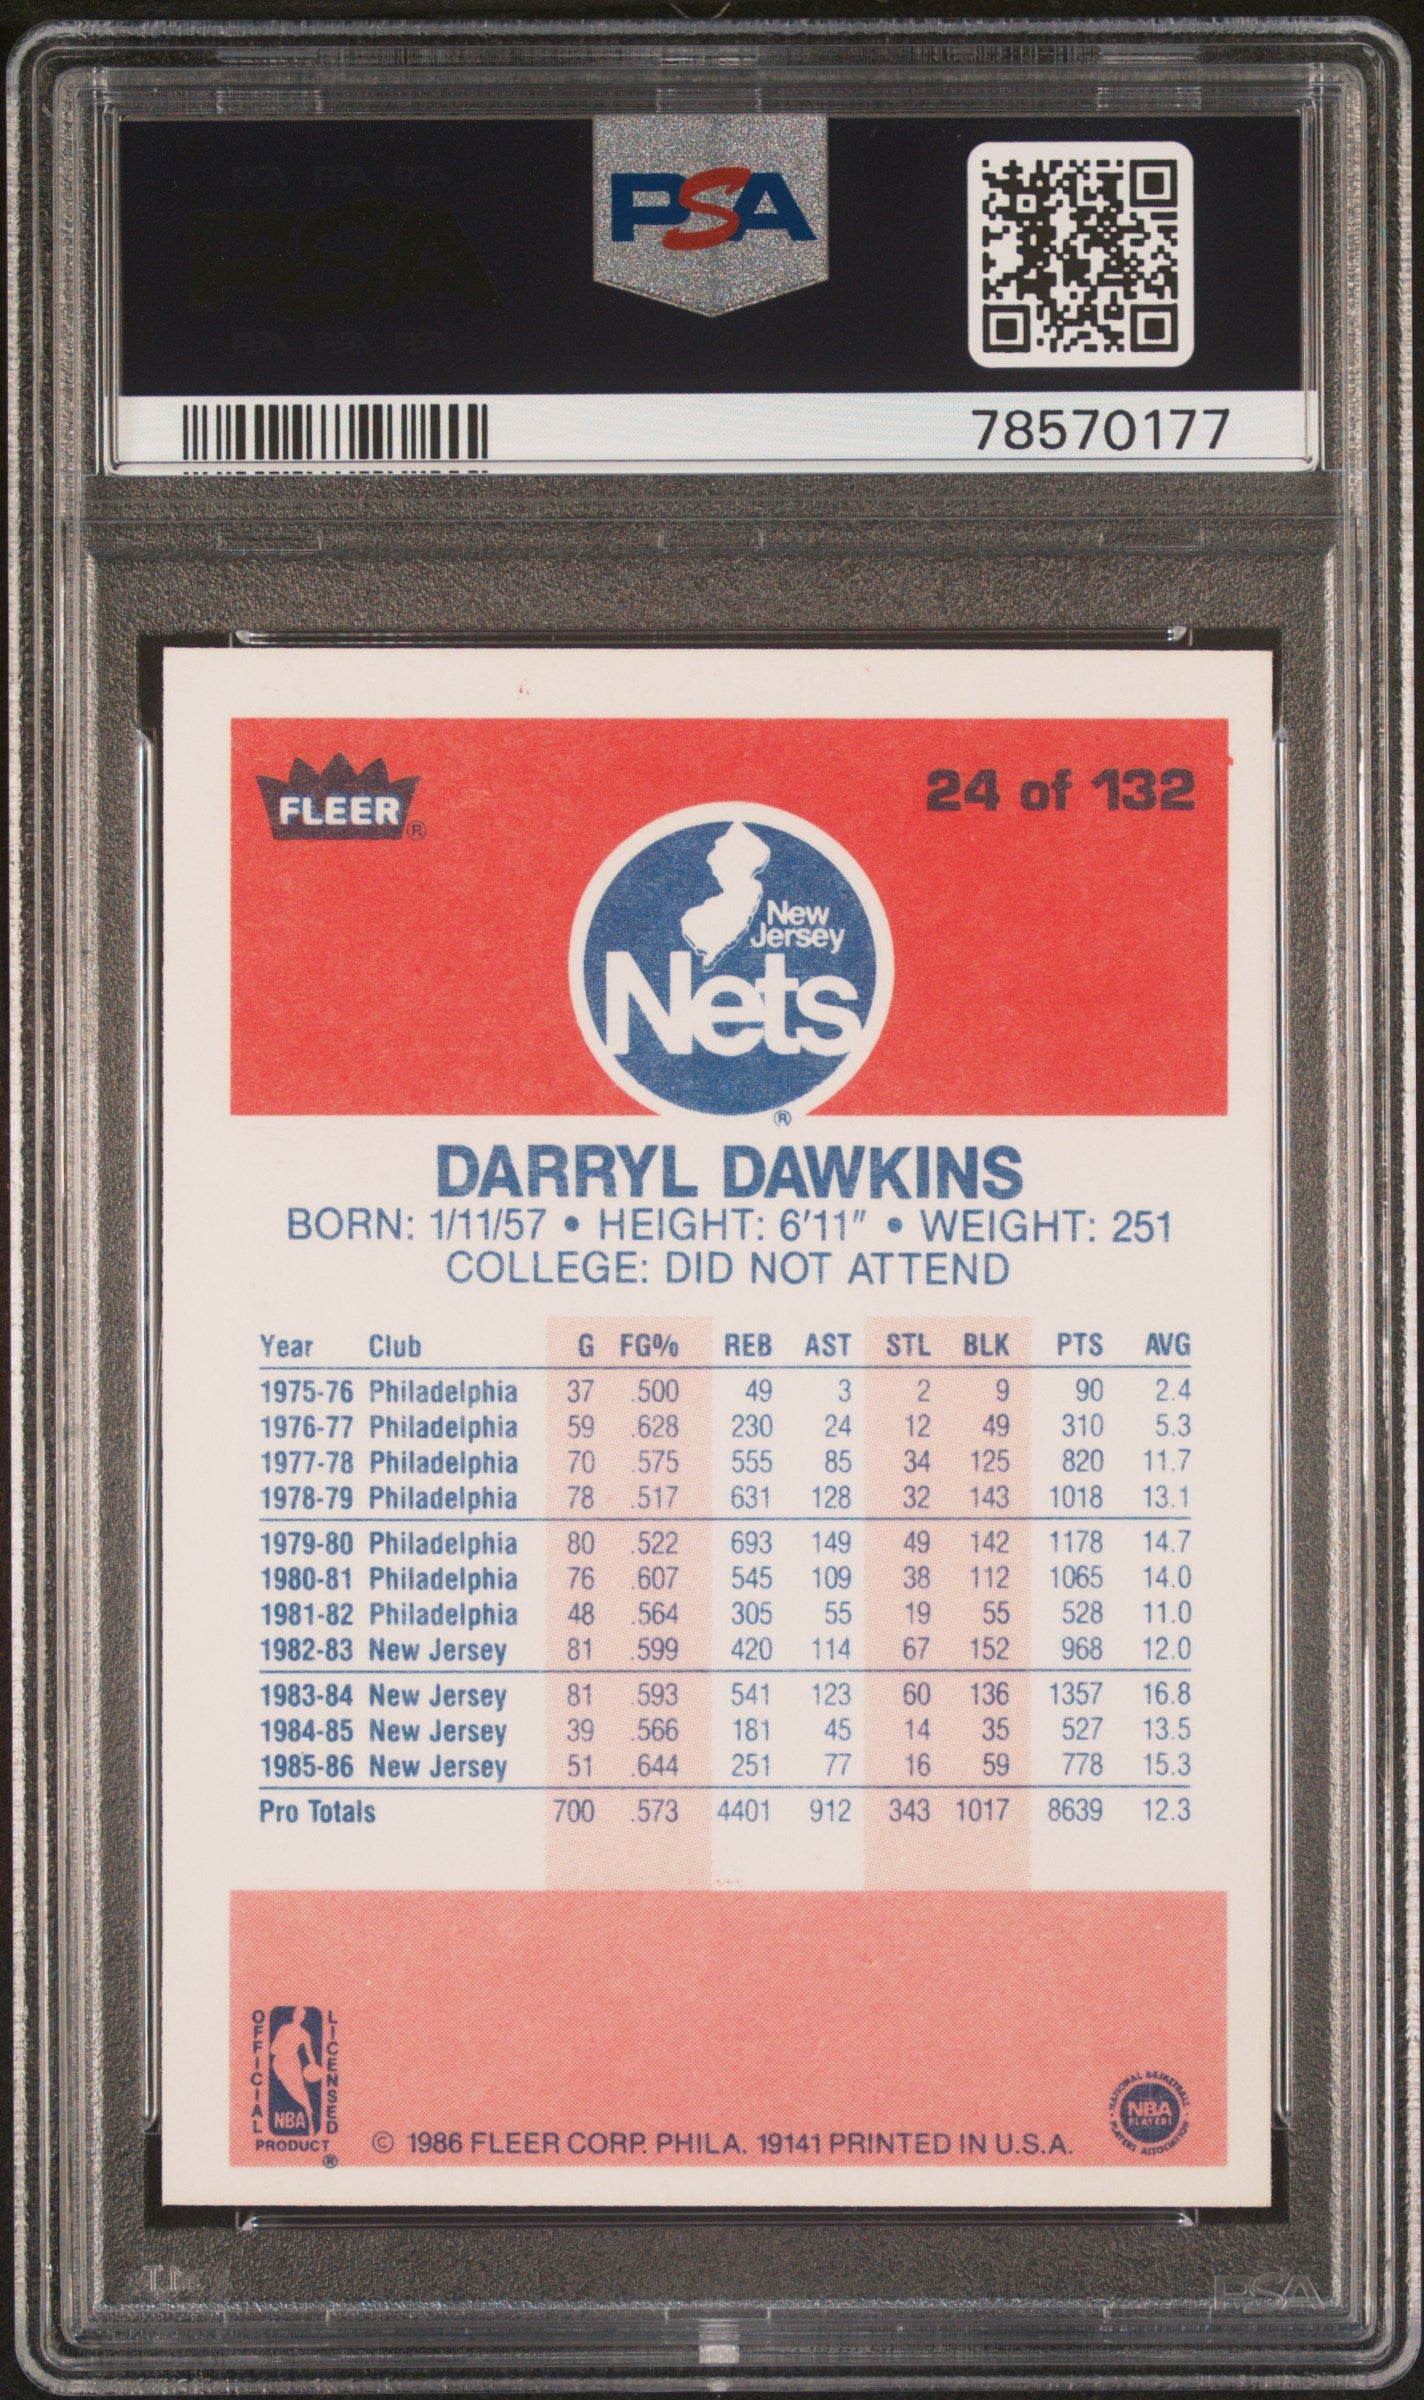 PSA
78570177
FLEER ®
24 of 132
New
Jersey
Nets
®
DARRYL DAWKINS
BORN: 1/11/57 • HEIGHT: 6'11" • WEIGHT: 251
COLLEGE: DID NOT ATTEND
Year Club G FG% REB AST STL BLK PTS AVG
1975-76 Philadelphia 37 .500 49 3 2 9 90 2.4
1976-77 Philadelphia 59 .628 230 24 12 49 310 5.3
1977-78 Philadelphia 70 .575 555 85 34 125 820 11.7
1978-79 Philadelphia 78 .517 631 128 32 143 1018 13.1
1979-80 Philadelphia 80 .522 693 149 49 142 1178 14.7
1980-81 Philadelphia 76 .607 545 109 38 112 1065 14.0
1981-82 Philadelphia 48 .564 305 55 19 55 528 11.0
1982-83 New Jersey 81 .599 420 114 67 152 968 12.0
1983-84 New Jersey 81 .593 541 123 60 136 1357 16.8
1984-85 New Jersey 39 .566 181 45 14 35 527 13.5
1985-86 New Jersey 51 .644 251 77 16 59 778 15.3
Pro Totals 700 .573 4401 912 343 1017 8639 12.3
OFFICIAL LICENSED
NBA
PRODUCT ®
© 1986 FLEER CORP. PHILA. 19141 PRINTED IN U.S.A.
NATIONAL BASKETBALL
NBA
PLAYERS
PLAYERS ASSOCIATION
PSA